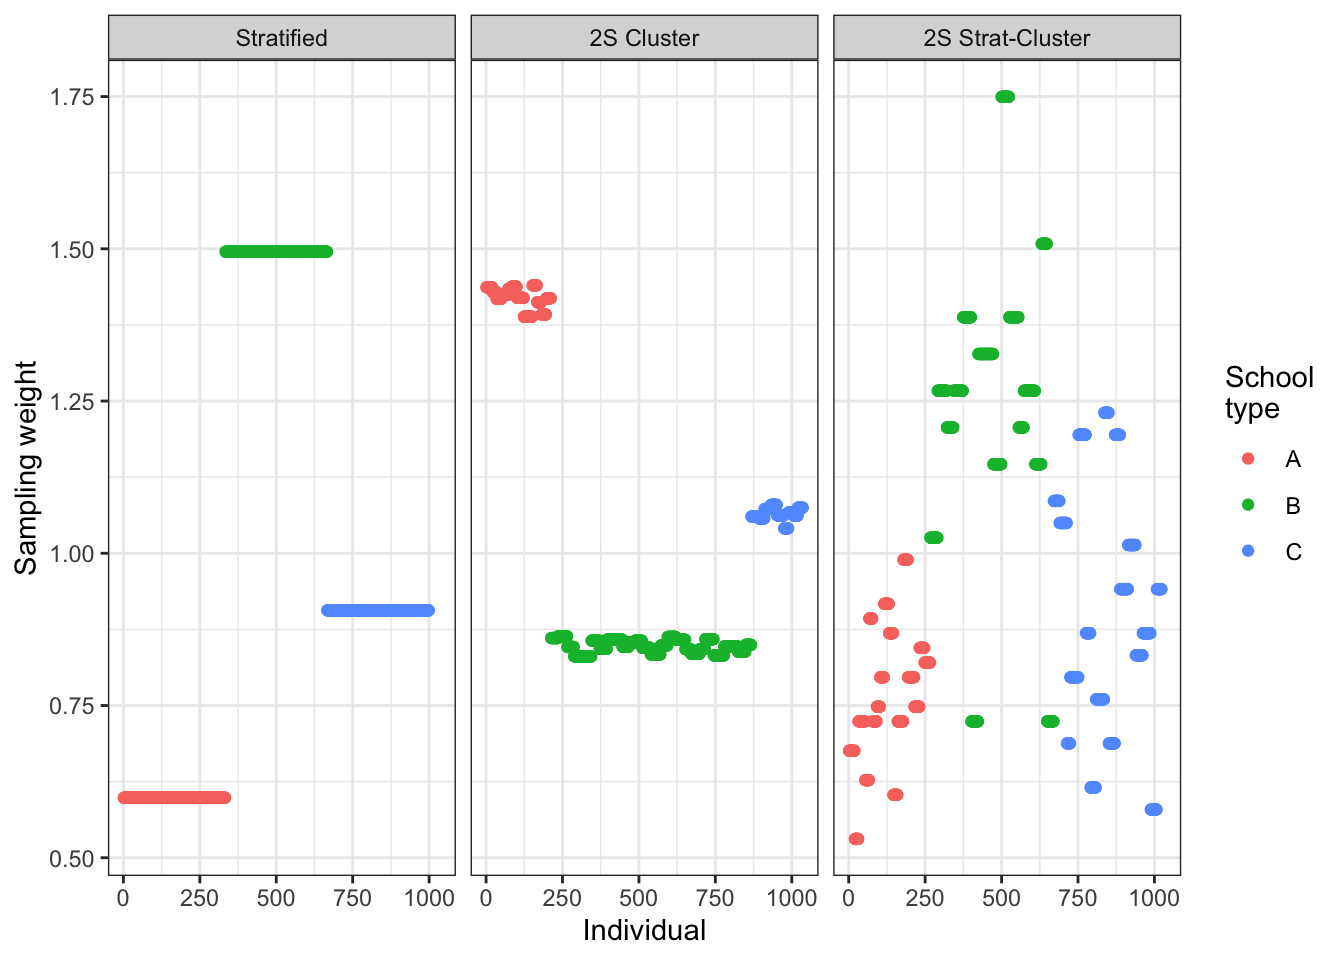 Stratified
2S Cluster
2S Strat-Cluster
Sampling weight
1.75
1.50
1.25
1.00
0.75
0.50
0 250 500 750 1000
0 250 500 750 1000
0 250 500 750 1000
Individual
School
type
A
B
C